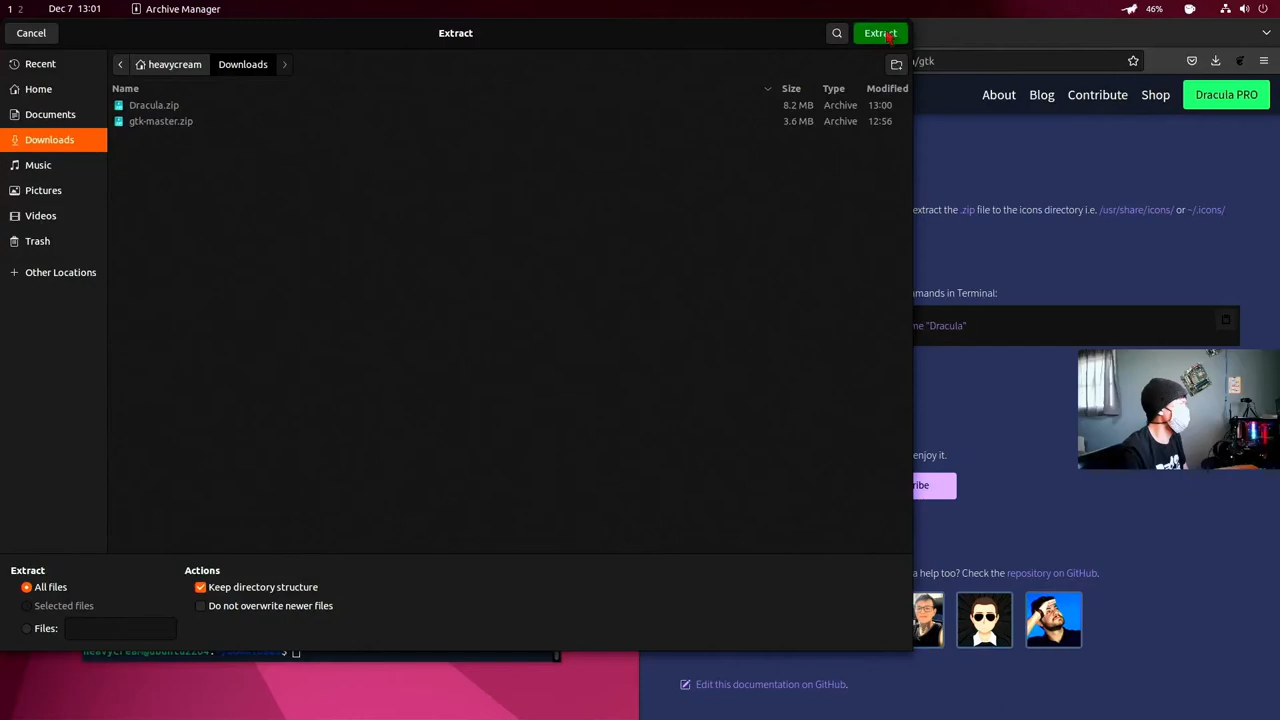 1 2 Dec 7 13:01 Archive Manager 46%
Cancel Extract Extract
/gtk
Recent
Home
Documents
Downloads
Music
Pictures
Videos
Trash
Other Locations
heavycream Downloads
Name Size Type Modified
Dracula.zip 8.2 MB Archive 13:00
gtk-master.zip 3.6 MB Archive 12:56
About Blog Contribute Shop Dracula PRO
extract the .zip file to the icons directory i.e. /usr/share/icons/ or ~/.icons/
mmands in Terminal:
me "Dracula"
enjoy it.
ribe
a help too? Check the repository on GitHub.
Edit this documentation on GitHub.
Extract
All files
Selected files
Files:
Actions
Keep directory structure
Do not overwrite newer files